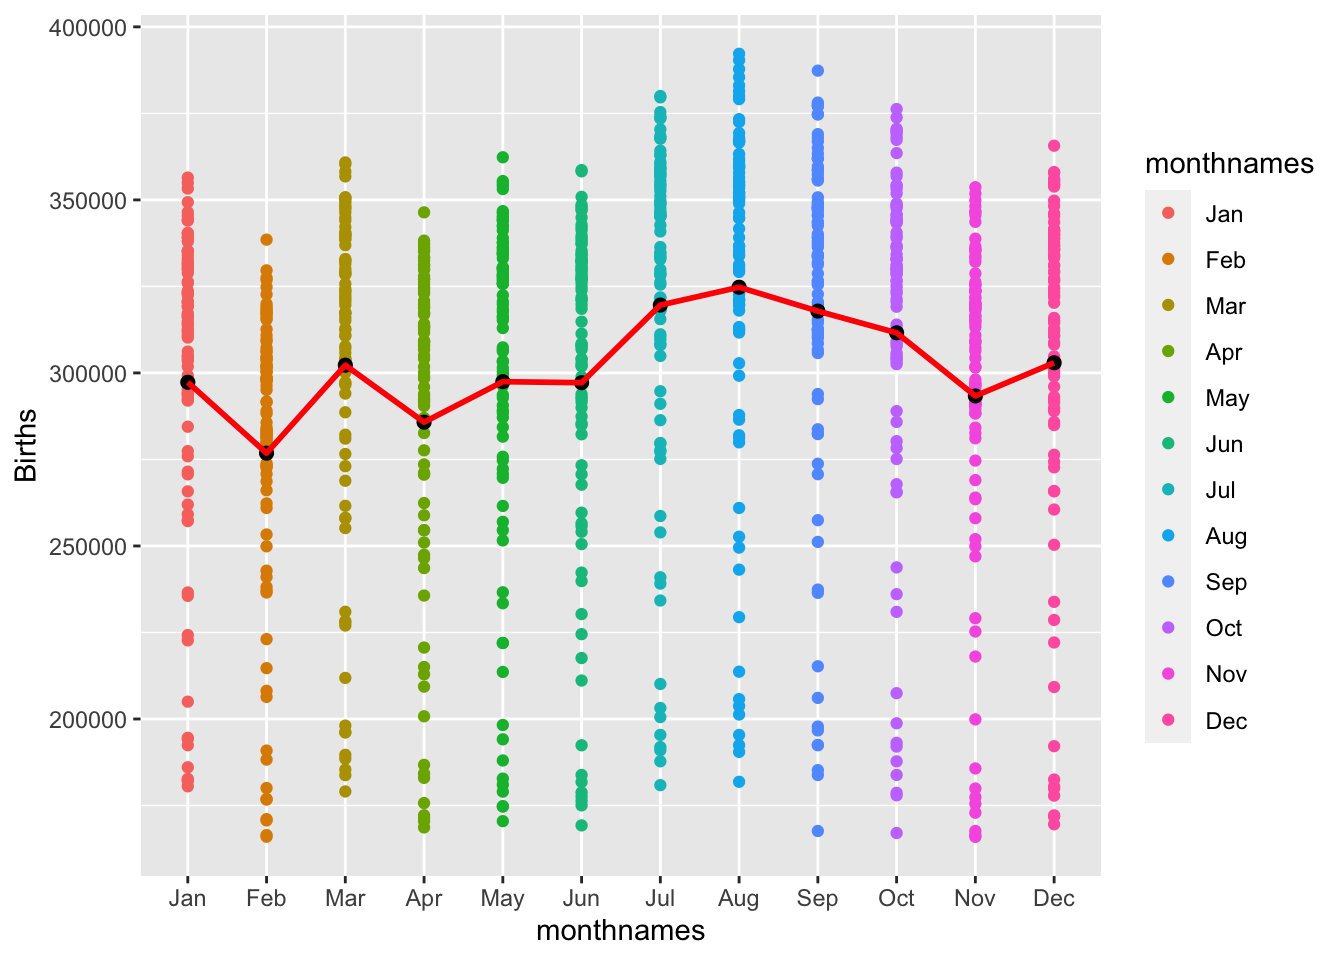 400000
350000
300000
250000
200000
Births
Jan Feb Mar Apr May Jun Jul Aug Sep Oct Nov Dec
monthnames
monthnames
Jan
Feb
Mar
Apr
May
Jun
Jul
Aug
Sep
Oct
Nov
Dec